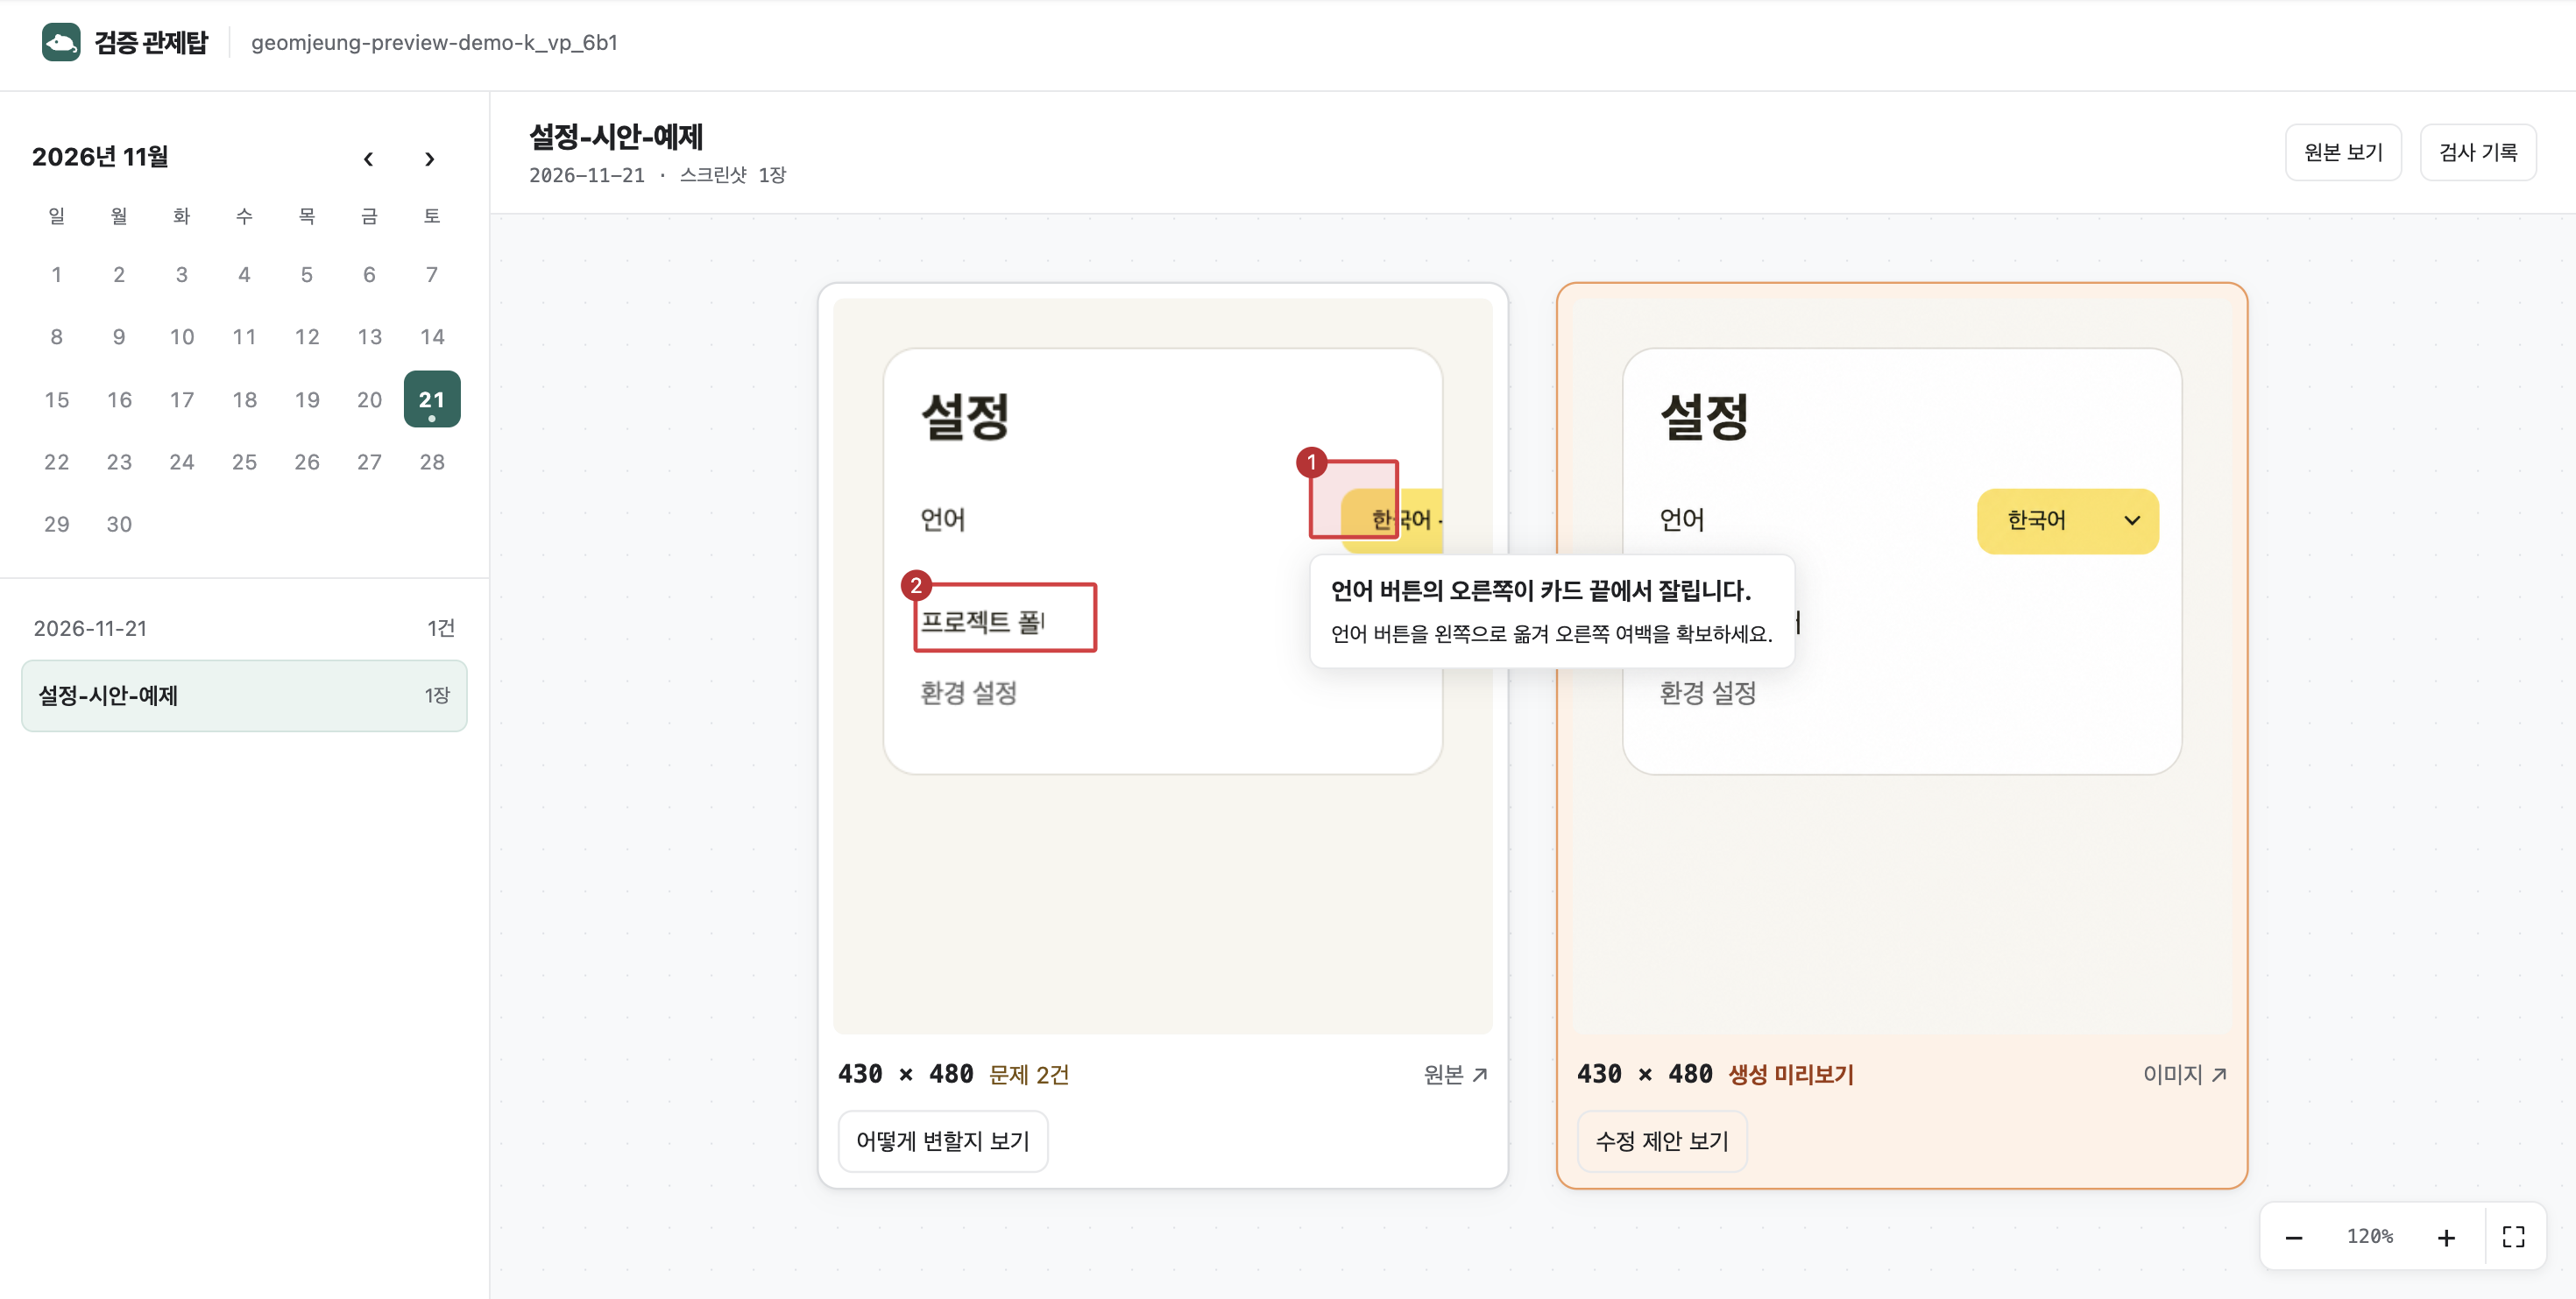 검증 관제탑
geomjeung-preview-demo-k_vp_6b1
2026년 11월
일 월 화 수 목 금 토
1 2 3 4 5 6 7
8 9 10 11 12 13 14
15 16 17 18 19 20 21
22 23 24 25 26 27 28
29 30
2026-11-21 1건
설정-시안-예제 1장
설정-시안-예제
2026-11-21 · 스크린샷 1장
원본 보기
검사 기록
설정
1
언어
한국어
2
프로젝트
환경 설정
언어 버튼의 오른쪽이 카드 끝에서 잘립니다.
언어 버튼을 왼쪽으로 옮겨 오른쪽 여백을 확보하세요.
430 × 480 문제 2건
원본 ↗
어떻게 변할지 보기
설정
언어
한국어
환경 설정
430 × 480 생성 미리보기
이미지 ↗
수정 제안 보기
− 120% +